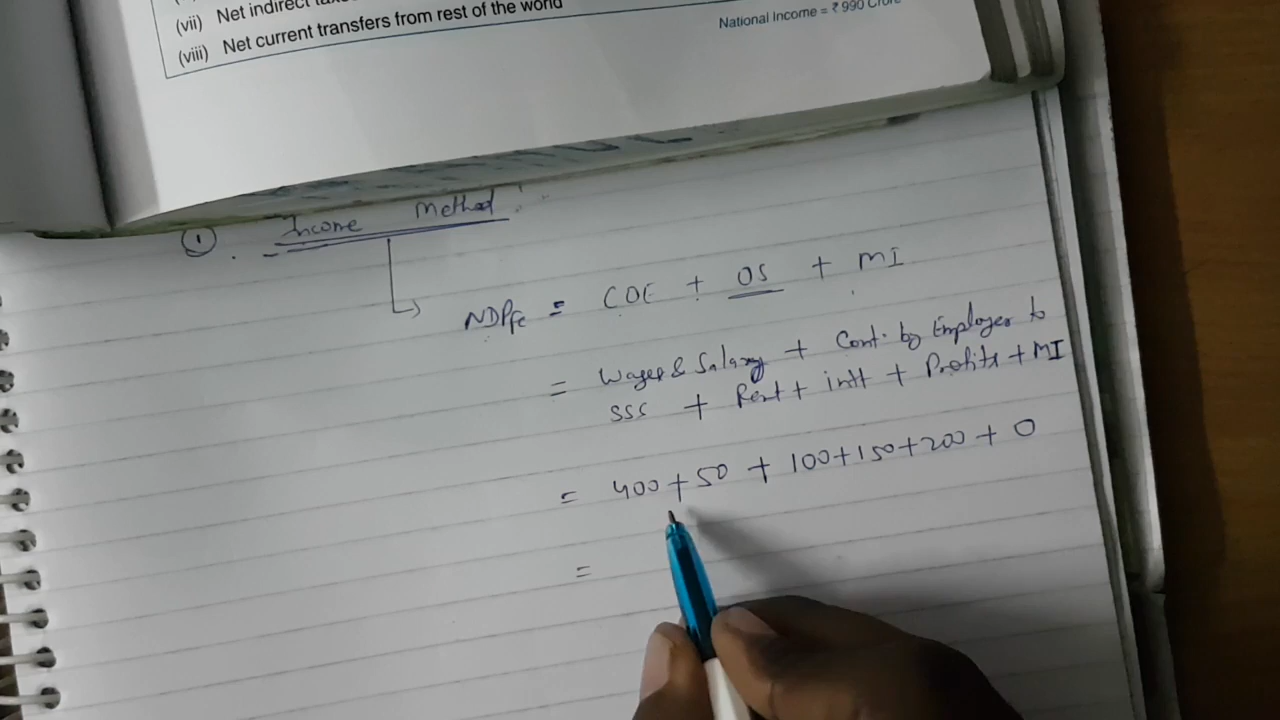 (vii) Net indirect
(viii) Net current transfers from rest of the world
National Income = ₹ 990 Crore
① . Income Method
NDPfc = COE + OS + MI
= Wages & Salary + Cont. by Employer to
SSC + Rent + intt + Profits + MI
= 400 + 50 + 100 + 150 + 200 + 0
=